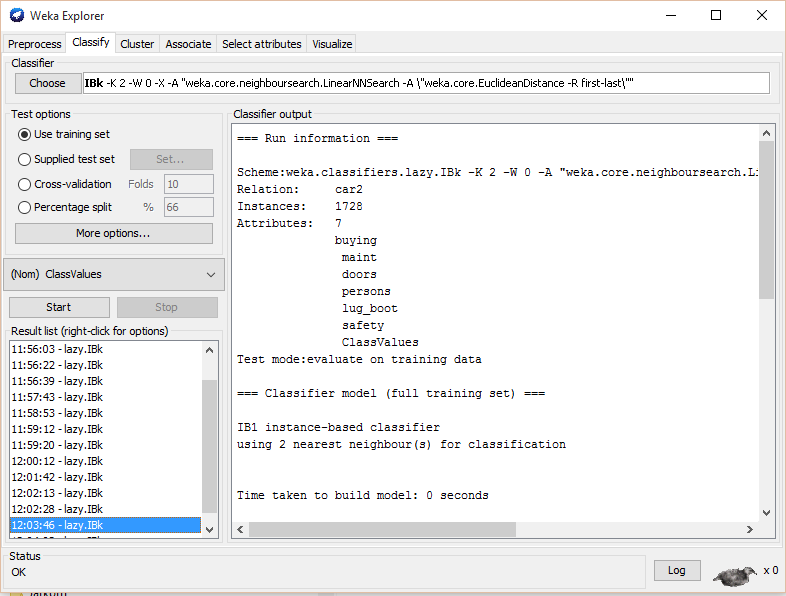 Weka Explorer
Preprocess Classify Cluster Associate Select attributes Visualize
Classifier
Choose IBk -K 2 -W 0 -X -A "weka.core.neighboursearch.LinearNNSearch -A \"weka.core.EuclideanDistance -R first-last\""
Test options
Use training set
Supplied test set Set...
Cross-validation Folds 10
Percentage split % 66
More options...
(Nom) ClassValues
Start Stop
Result list (right-click for options)
11:56:03 - lazy.IBk
11:56:22 - lazy.IBk
11:56:39 - lazy.IBk
11:57:43 - lazy.IBk
11:58:53 - lazy.IBk
11:59:12 - lazy.IBk
11:59:20 - lazy.IBk
12:00:12 - lazy.IBk
12:01:42 - lazy.IBk
12:02:13 - lazy.IBk
12:02:28 - lazy.IBk
12:03:46 - lazy.IBk
Classifier output
=== Run information ===
Scheme:weka.classifiers.lazy.IBk -K 2 -W 0 -A "weka.core.neighboursearch.Li
Relation: car2
Instances: 1728
Attributes: 7
buying
maint
doors
persons
lug_boot
safety
ClassValues
Test mode:evaluate on training data
=== Classifier model (full training set) ===
IB1 instance-based classifier
using 2 nearest neighbour(s) for classification
Time taken to build model: 0 seconds
Status
OK
Log x 0